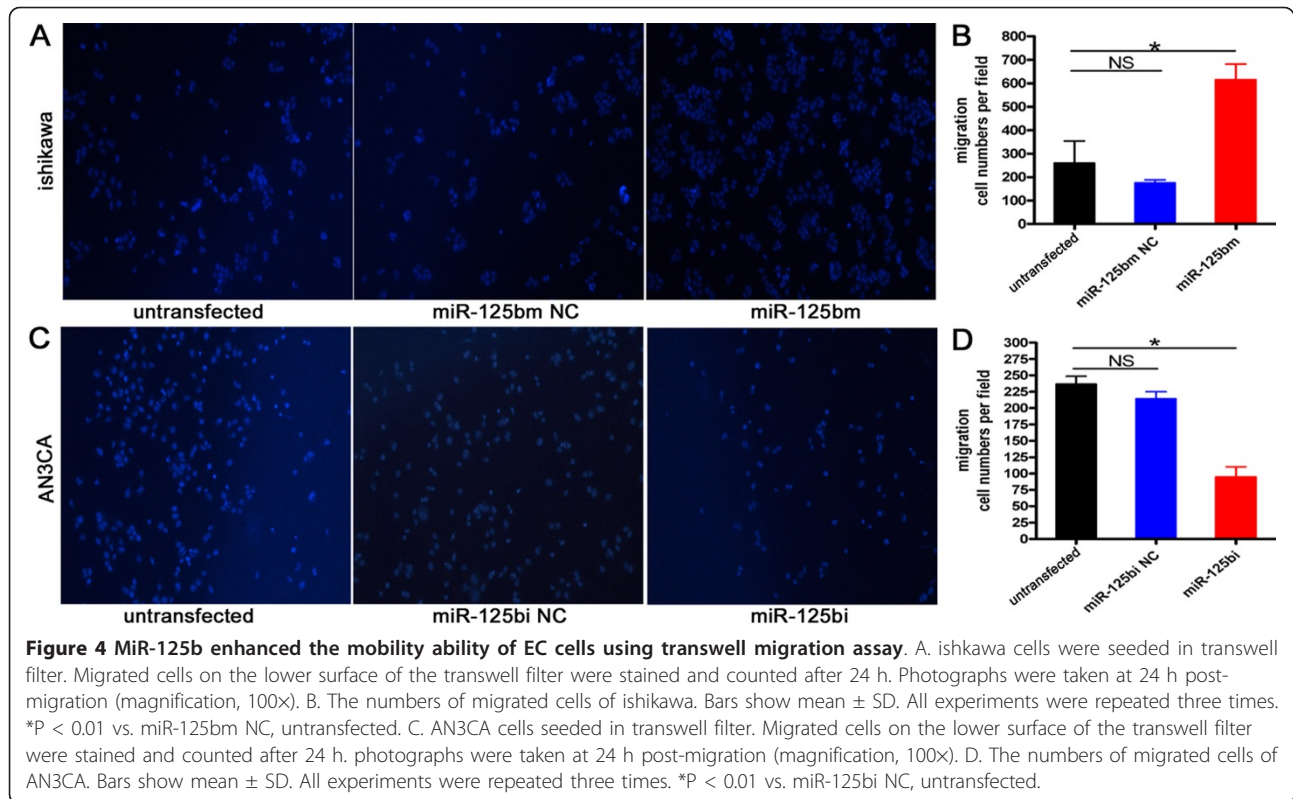 A
ishikawa
untransfected
miR-125bm NC
miR-125bm
B
migration
cell numbers per field
800
700
600
500
400
300
200
100
0
*
NS
untransfected
miR-125bm NC
miR-125bm
C
AN3CA
untransfected
miR-125bi NC
miR-125bi
D
migration
cell numbers per field
300
275
250
225
200
175
150
125
100
75
50
25
0
*
NS
untransfected
miR-125bi NC
miR-125bi
Figure 4 MiR-125b enhanced the mobility ability of EC cells using transwell migration assay. A. ishkawa cells were seeded in transwell
filter. Migrated cells on the lower surface of the transwell filter were stained and counted after 24 h. Photographs were taken at 24 h post-
migration (magnification, 100×). B. The numbers of migrated cells of ishikawa. Bars show mean ± SD. All experiments were repeated three times.
*P < 0.01 vs. miR-125bm NC, untransfected. C. AN3CA cells seeded in transwell filter. Migrated cells on the lower surface of the transwell filter
were stained and counted after 24 h. photographs were taken at 24 h post-migration (magnification, 100×). D. The numbers of migrated cells of
AN3CA. Bars show mean ± SD. All experiments were repeated three times. *P < 0.01 vs. miR-125bi NC, untransfected.